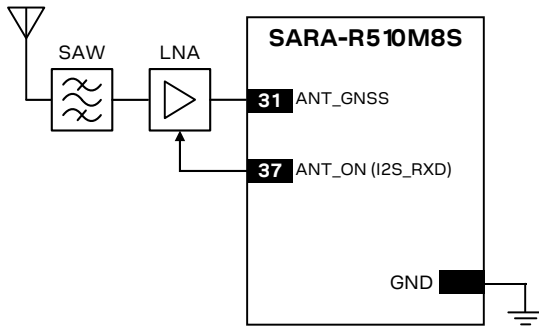 SARA-R510M8S
SAW LNA
31 ANT_GNSS
37 ANT_ON (I2S_RXD)
GND